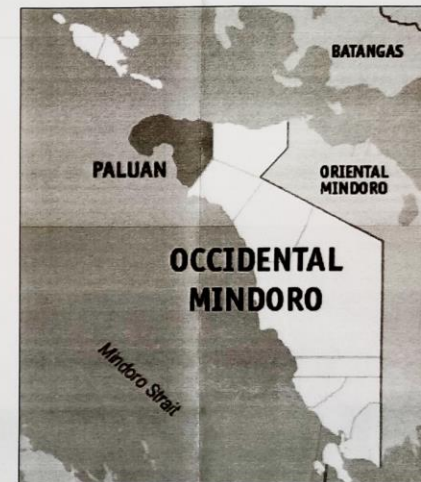 BATANGAS
PALUAN
ORIENTAL
MINDORO
OCCIDENTAL
MINDORO
Mindoro Strait